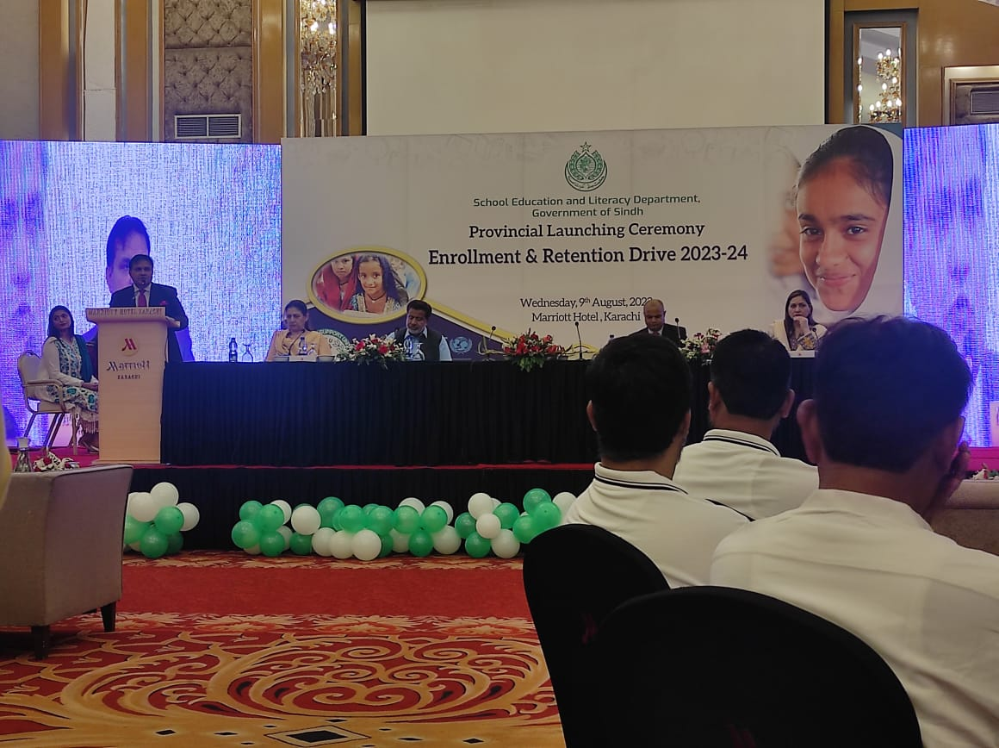 School Education and Literacy Department,
Government of Sindh
Provincial Launching Ceremony
Enrollment & Retention Drive 2023-24
Wednesday, 9th August, 202
Marriott Hotel, Karachi
MARRIOTT HOTEL KARACHI
Marriott
KARACHI